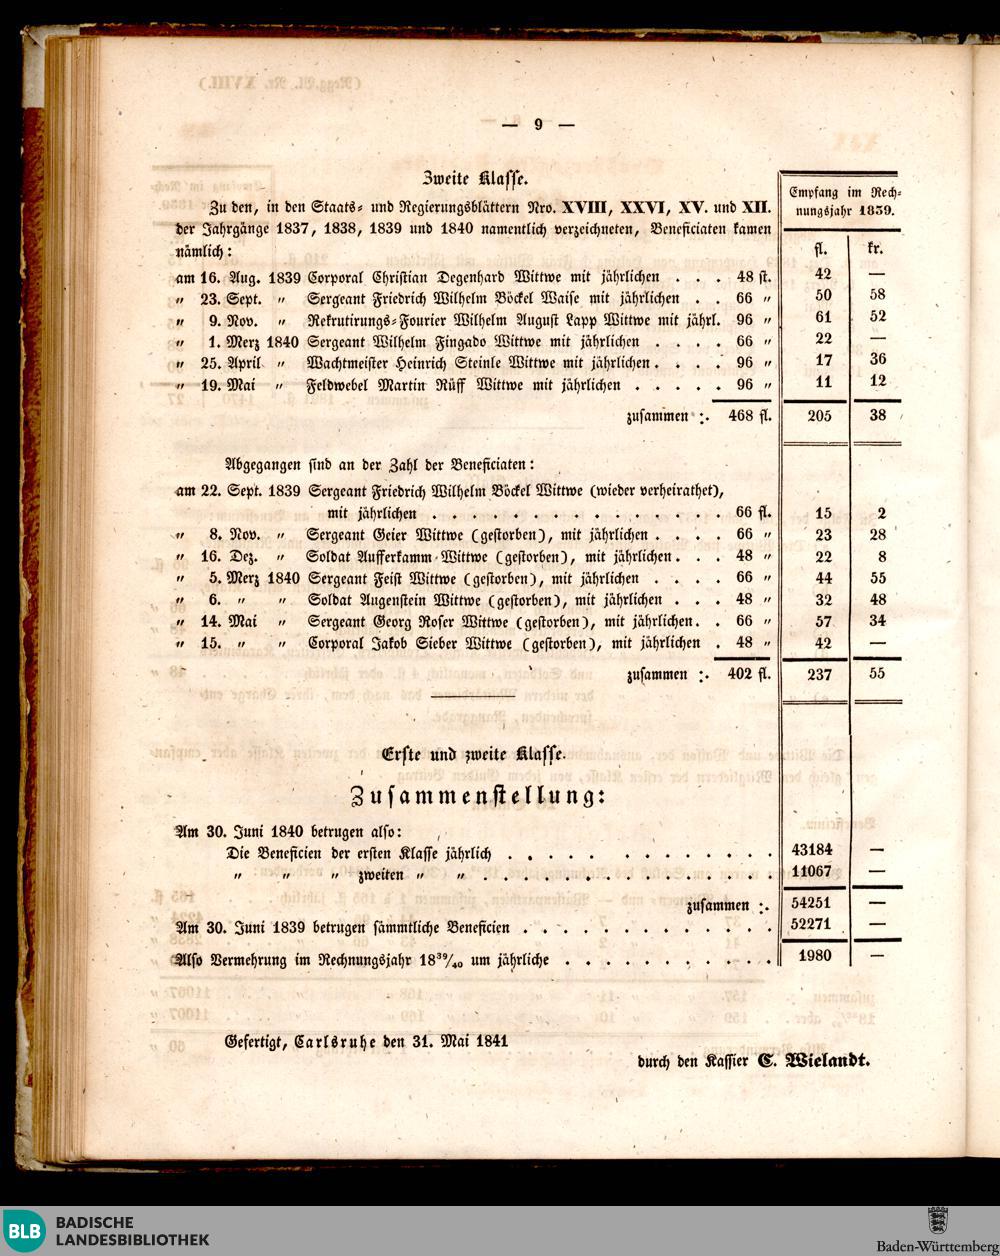 — 9 —
Zweite Klasse.
Empfang im Rech-
nungsjahr 1839.
Zu den, in den Staats- und Regierungsblättern Nro. XVIII, XXVI, XV. und XII.
der Jahrgänge 1837, 1838, 1839 und 1840 namentlich verzeichneten, Beneficiaten kamen
nämlich: fl. kr.
am 16. Aug. 1839 Corporal Christian Degenhard Wittwe mit jährlichen . . . 48 fl. 42 —
„ 23. Sept. „ Sergeant Friedrich Wilhelm Böckel Waise mit jährlichen . . 66 „ 50 58
„ 9. Nov. „ Rekrutirungs-Fourier Wilhelm August Lapp Wittwe mit jährl. 96 „ 61 52
„ 1. Merz 1840 Sergeant Wilhelm Fingado Wittwe mit jährlichen . . . . 66 „ 22 —
„ 25. April „ Wachtmeister Heinrich Steinle Wittwe mit jährlichen . . . . 96 „ 17 36
„ 19. Mai „ Feldwebel Martin Rüff Wittwe mit jährlichen . . . . . 96 „ 11 12
zusammen :. 468 fl. 205 38
Abgegangen sind an der Zahl der Beneficiaten:
am 22. Sept. 1839 Sergeant Friedrich Wilhelm Böckel Wittwe (wieder verheirathet),
mit jährlichen . . . . . . . . . . . . 66 fl. 15 2
„ 8. Nov. „ Sergeant Geier Wittwe (gestorben), mit jährlichen . . . . 66 „ 23 28
„ 16. Dez. „ Soldat Aufferkamm Wittwe (gestorben), mit jährlichen . . . 48 „ 22 8
„ 5. Merz 1840 Sergeant Feist Wittwe (gestorben), mit jährlichen . . . . 66 „ 44 55
„ 6. „ „ Soldat Augenstein Wittwe (gestorben), mit jährlichen . . . 48 „ 32 48
„ 14. Mai „ Sergeant Georg Roser Wittwe (gestorben), mit jährlichen . . 66 „ 57 34
„ 15. „ „ Corporal Jakob Sieber Wittwe (gestorben), mit jährlichen . 48 „ 42 —
zusammen :. 402 fl. 237 55
Erste und zweite Klasse.
Zusammenstellung:
Am 30. Juni 1840 betrugen also:
Die Beneficien der ersten Klasse jährlich . . . . . . . . . . . . 43184 —
„ „ „ zweiten „ „ . . . . . . . . . . . . . 11067 —
zusammen :. 54251 —
Am 30. Juni 1839 betrugen sämmtliche Beneficien . . . . . . . . . . . . 52271 —
Also Vermehrung im Rechnungsjahr 18³⁹/₄₀ um jährliche . . . . . . . . . . 1980 —
Gefertigt, Carlsruhe den 31. Mai 1841
durch den Kassier C. Wielandt.
BLB BADISCHE
LANDESBIBLIOTHEK
Baden-Württemberg